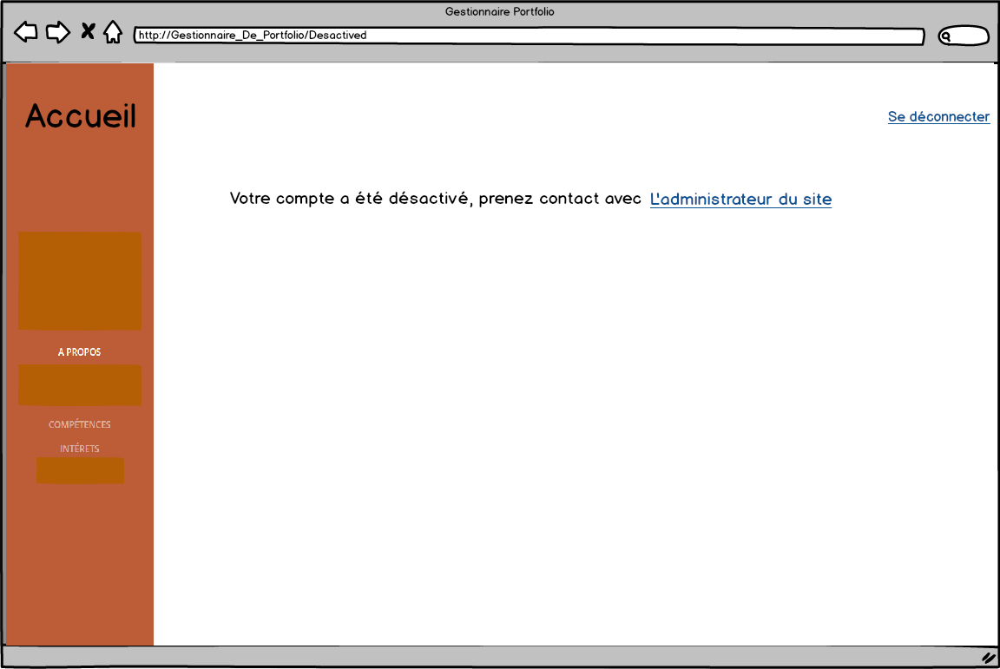 Gestionnaire Portfolio
http://Gestionnaire_De_Portfolio/Desactived
Accueil
Se déconnecter
Votre compte a été désactivé, prenez contact avec L'administrateur du site
A PROPOS
COMPÉTENCES
INTÉRETS